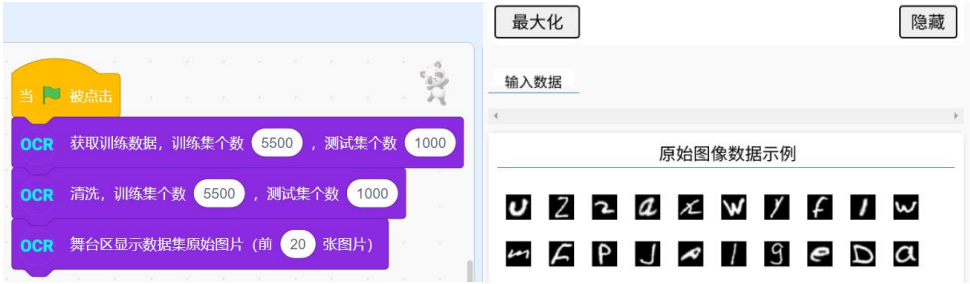 当 被点击
OCR 获取训练数据，训练集个数 5500 ，测试集个数 1000
OCR 清洗，训练集个数 5500 ，测试集个数 1000
OCR 舞台区显示数据集原始图片（前 20 张图片）
最大化 隐藏
输入数据
原始图像数据示例
u Z 2 a x W y f 1 w
m L P J a l g e D a